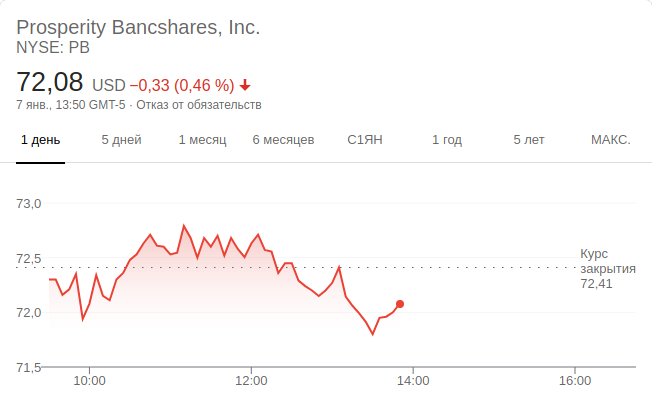 Prosperity Bancshares, Inc.
NYSE: PB
72,08 USD −0,33 (0,46 %)
7 янв., 13:50 GMT-5 · Отказ от обязательств
1 день 5 дней 1 месяц 6 месяцев С1ЯН 1 год 5 лет МАКС.
73,0
72,5
Курс
закрытия
72,41
72,0
71,5
10:00 12:00 14:00 16:00